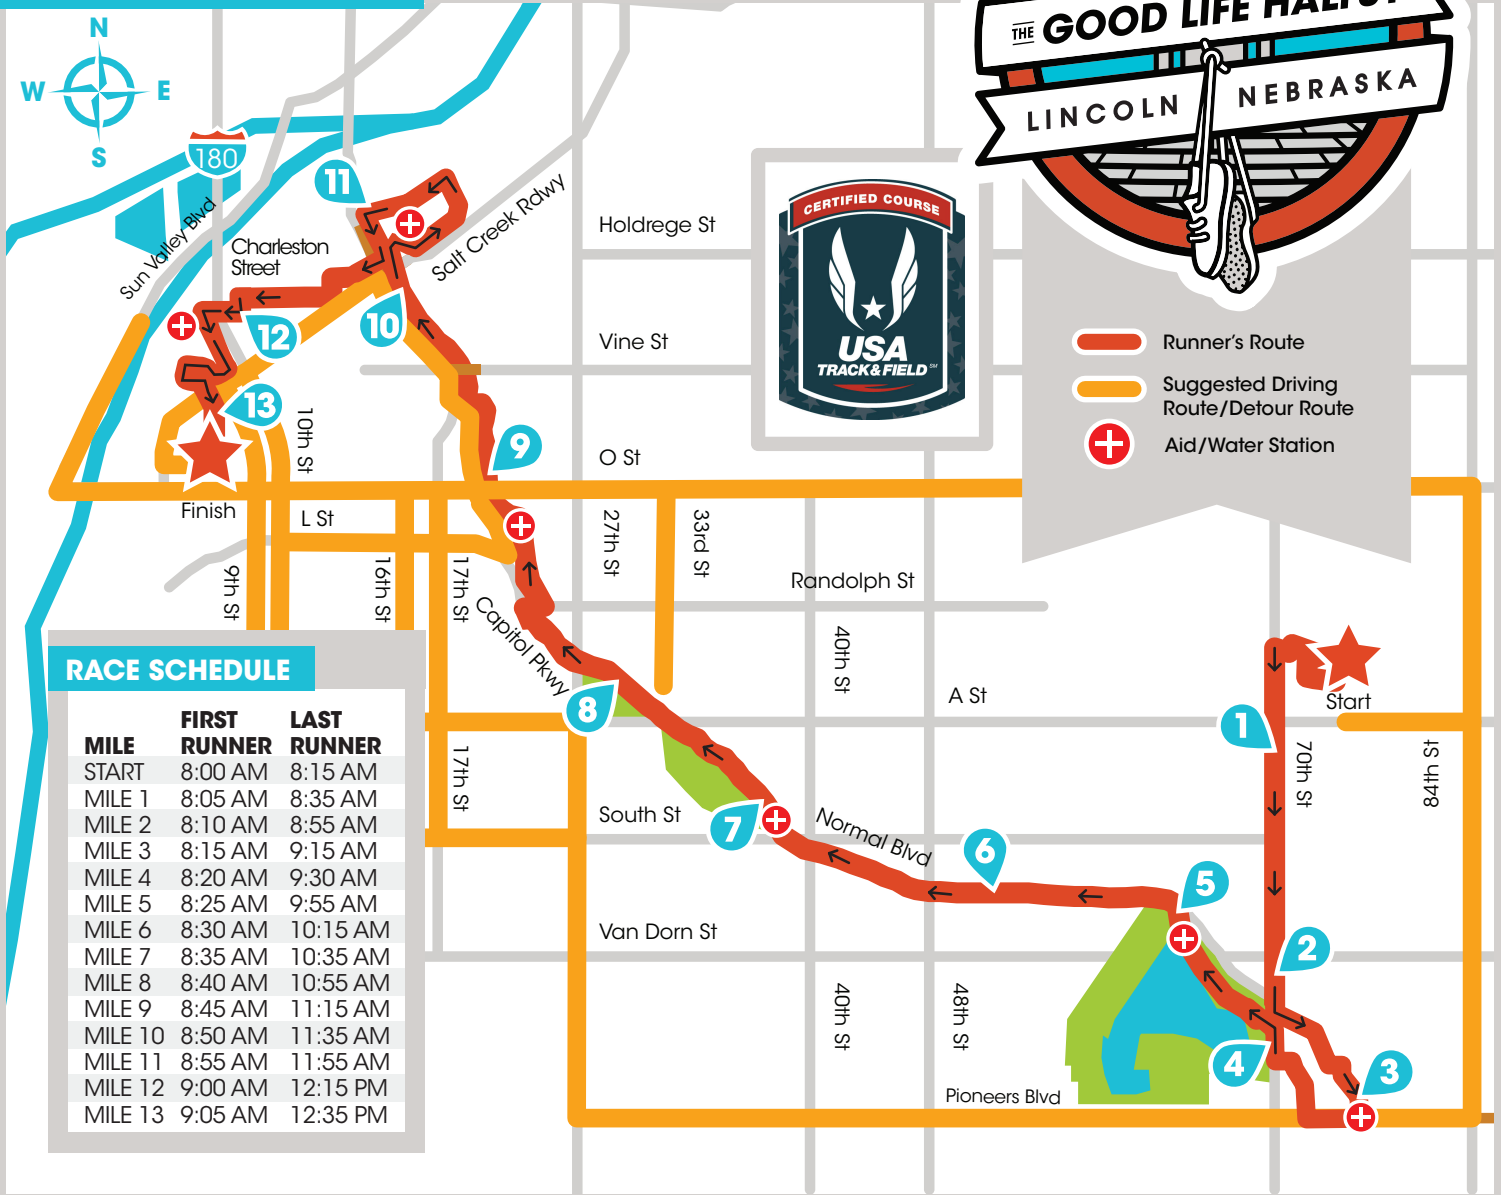 THE GOOD LIFE HALFSY
LINCOLN NEBRASKA
N
W E
S
180
11
CERTIFIED COURSE
USA
TRACK&FIELD
SM
Sun Valley Blvd
Charleston
Street
Salt Creek Rdwy
Holdrege St
12
10
Vine St
13
10th St
9
O St
Finish
L St
9th St
16th St
17th St
27th St
33rd St
Randolph St
Capitol Pkwy
40th St
8
A St
17th St
South St
7
Normal Blvd
6
5
Van Dorn St
40th St
48th St
Pioneers Blvd
Runner's Route
Suggested Driving
Route/Detour Route
Aid/Water Station
Start
1
70th St
84th St
2
4
3
RACE SCHEDULE
FIRST LAST
MILE RUNNER RUNNER
START 8:00 AM 8:15 AM
MILE 1 8:05 AM 8:35 AM
MILE 2 8:10 AM 8:55 AM
MILE 3 8:15 AM 9:15 AM
MILE 4 8:20 AM 9:30 AM
MILE 5 8:25 AM 9:55 AM
MILE 6 8:30 AM 10:15 AM
MILE 7 8:35 AM 10:35 AM
MILE 8 8:40 AM 10:55 AM
MILE 9 8:45 AM 11:15 AM
MILE 10 8:50 AM 11:35 AM
MILE 11 8:55 AM 11:55 AM
MILE 12 9:00 AM 12:15 PM
MILE 13 9:05 AM 12:35 PM